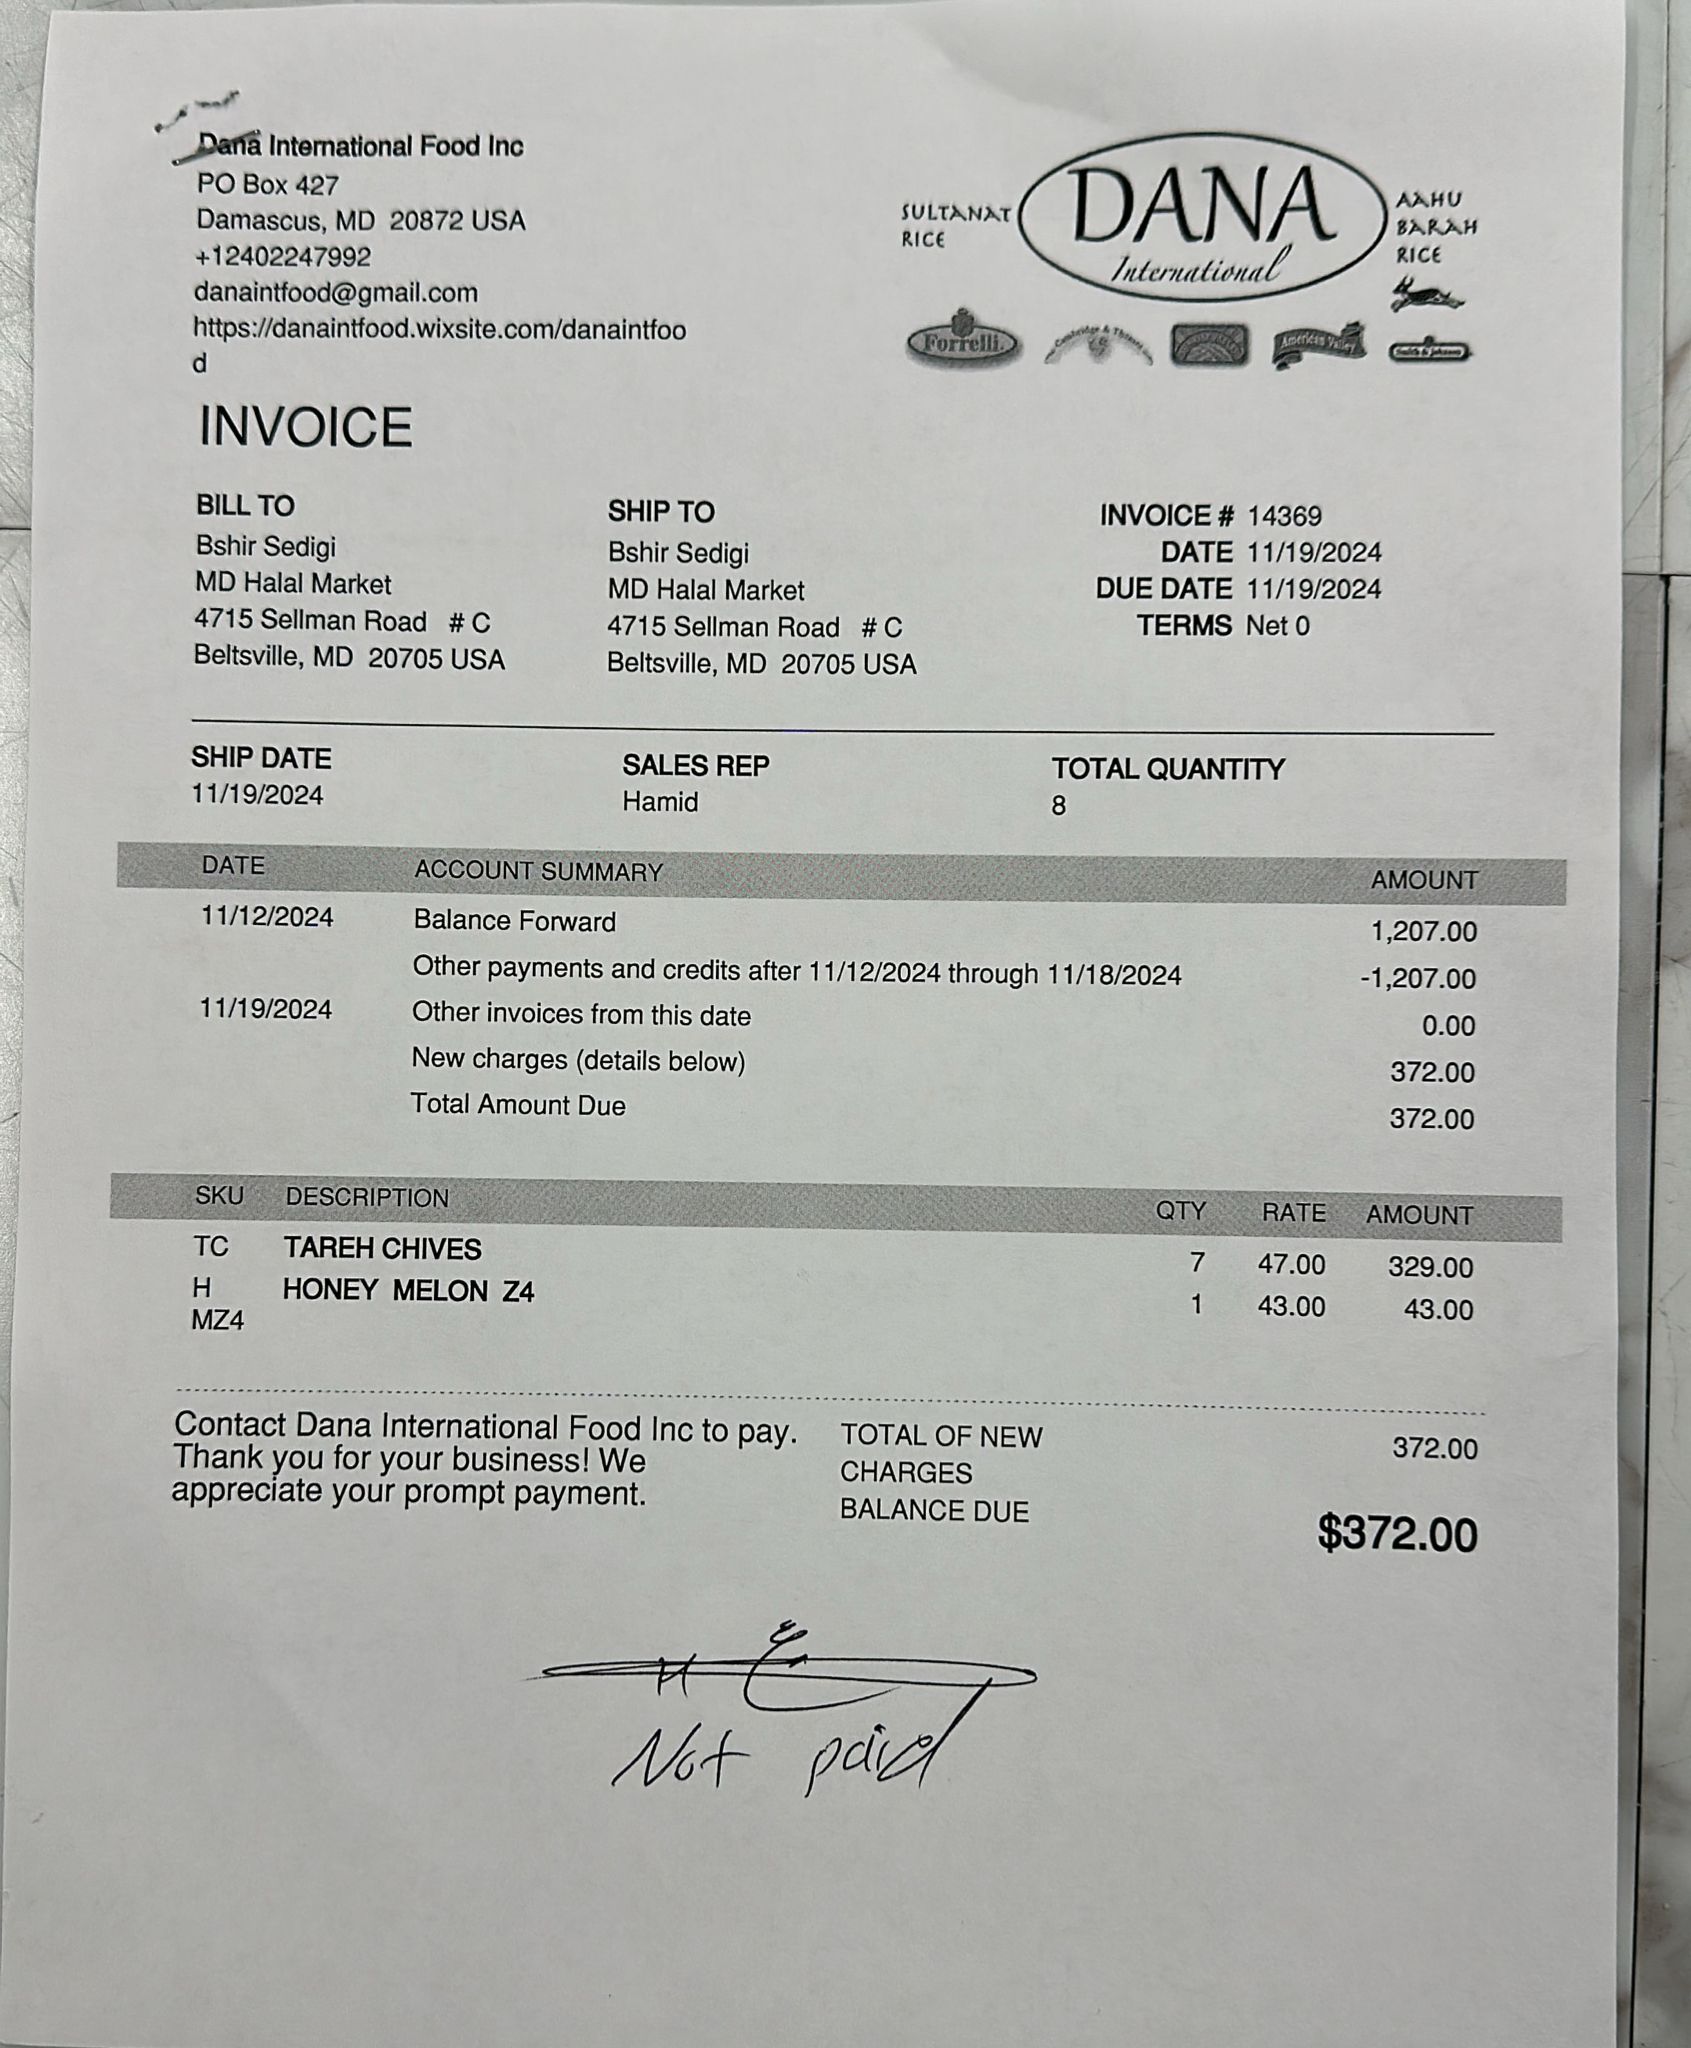 Dana International Food Inc
PO Box 427
Damascus, MD 20872 USA
+12402247992
danaintfood@gmail.com
https://danaintfood.wixsite.com/danaintfoo
d
SULTANAT
RICE
DANA
International
AAHU
BARAH
RICE
Forrelli
Cambridge & Thames
American Valley
Smith & Johnson
INVOICE
BILL TO
Bshir Sedigi
MD Halal Market
4715 Sellman Road # C
Beltsville, MD 20705 USA
SHIP TO
Bshir Sedigi
MD Halal Market
4715 Sellman Road # C
Beltsville, MD 20705 USA
INVOICE # 14369
DATE 11/19/2024
DUE DATE 11/19/2024
TERMS Net 0
SHIP DATE
11/19/2024
SALES REP
Hamid
TOTAL QUANTITY
8
DATE ACCOUNT SUMMARY AMOUNT
11/12/2024 Balance Forward 1,207.00
Other payments and credits after 11/12/2024 through 11/18/2024 -1,207.00
11/19/2024 Other invoices from this date 0.00
New charges (details below) 372.00
Total Amount Due 372.00
SKU DESCRIPTION QTY RATE AMOUNT
TC TAREH CHIVES 7 47.00 329.00
H HONEY MELON Z4 1 43.00 43.00
MZ4
Contact Dana International Food Inc to pay.
Thank you for your business! We
appreciate your prompt payment.
TOTAL OF NEW
CHARGES
372.00
BALANCE DUE
$372.00
Not paid